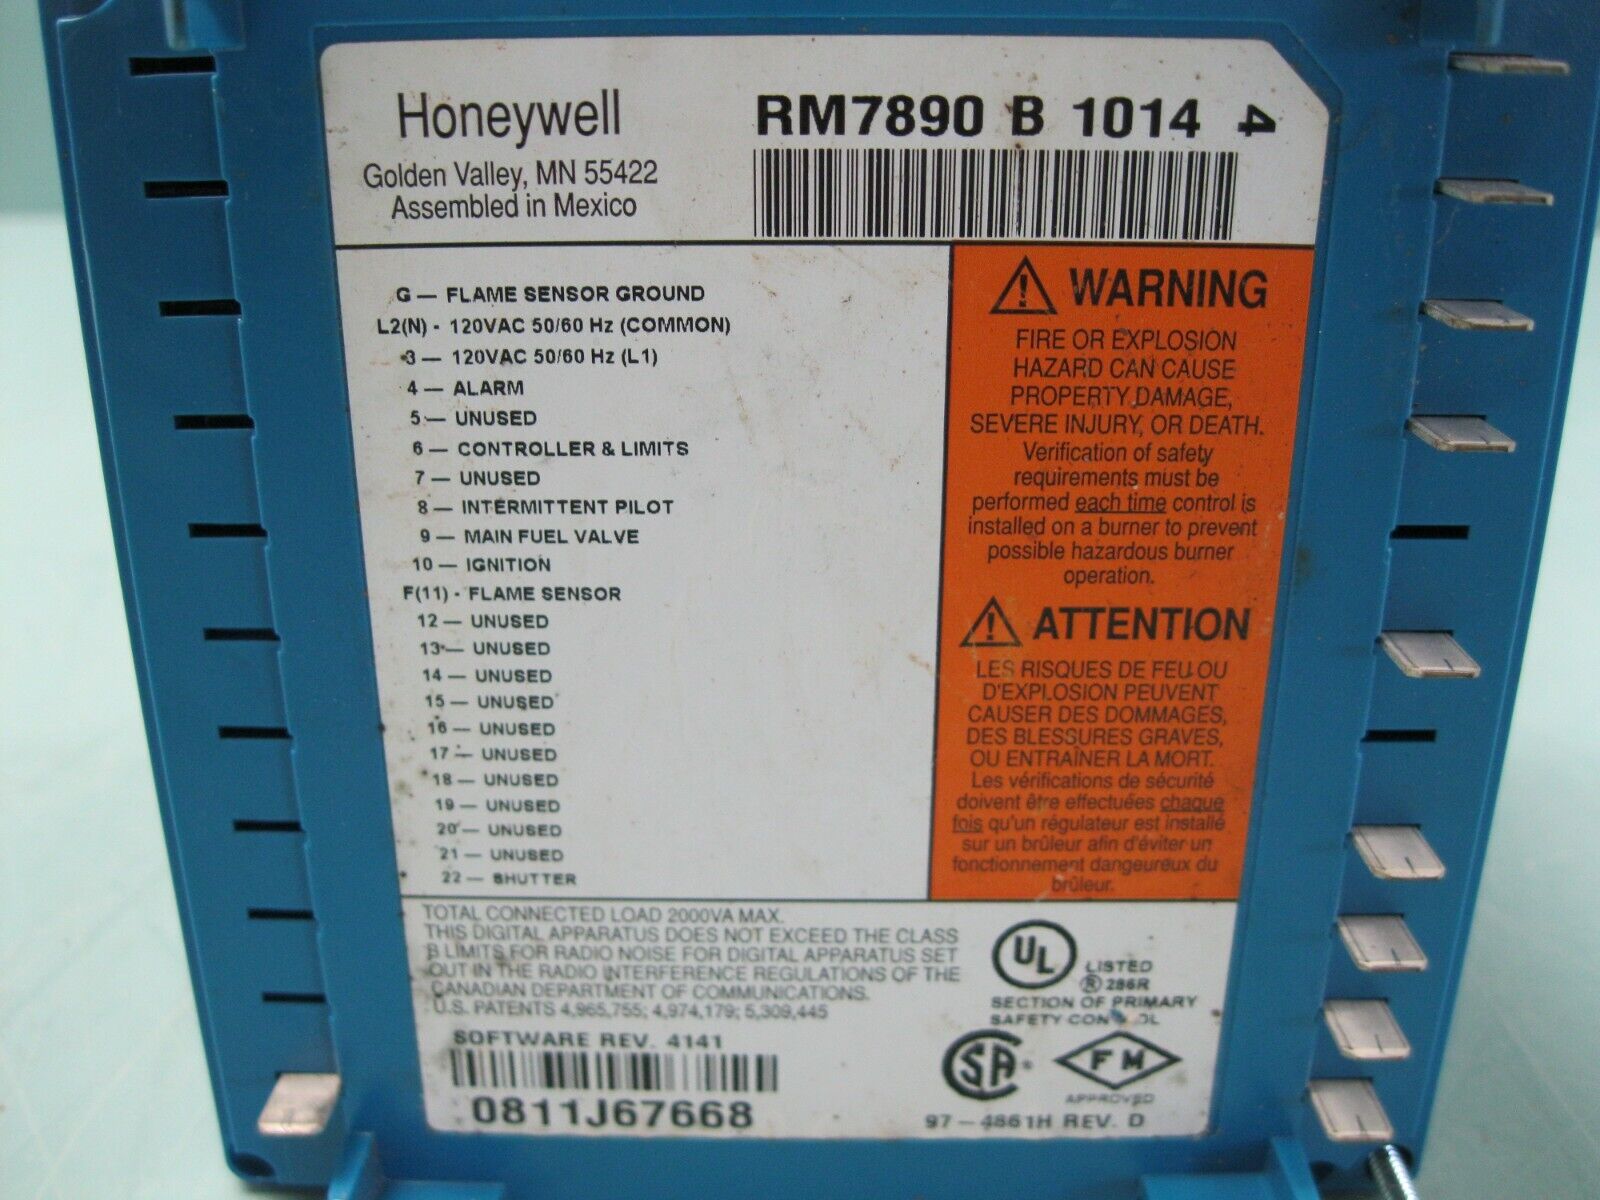 Honeywell
Golden Valley, MN 55422
Assembled in Mexico
RM7890 B 1014 4
G — FLAME SENSOR GROUND
L2(N) - 120VAC 50/60 Hz (COMMON)
3 — 120VAC 50/60 Hz (L1)
4 — ALARM
5 — UNUSED
6 — CONTROLLER & LIMITS
7 — UNUSED
8 — INTERMITTENT PILOT
9 — MAIN FUEL VALVE
10 — IGNITION
F(11) - FLAME SENSOR
12 — UNUSED
13 — UNUSED
14 — UNUSED
15 — UNUSED
16 — UNUSED
17 — UNUSED
18 — UNUSED
19 — UNUSED
20 — UNUSED
21 — UNUSED
22 — SHUTTER
WARNING
FIRE OR EXPLOSION
HAZARD CAN CAUSE
PROPERTY DAMAGE,
SEVERE INJURY, OR DEATH.
Verification of safety
requirements must be
performed each time control is
installed on a burner to prevent
possible hazardous burner
operation.
ATTENTION
LES RISQUES DE FEU OU
D'EXPLOSION PEUVENT
CAUSER DES DOMMAGES,
DES BLESSURES GRAVES,
OU ENTRAÎNER LA MORT.
Les vérifications de sécurité
doivent être effectuées chaque
fois qu'un régulateur est installé
sur un brûleur afin d'éviter un
fonctionnement dangeureux du
brûleur.
TOTAL CONNECTED LOAD 2000VA MAX.
THIS DIGITAL APPARATUS DOES NOT EXCEED THE CLASS
B LIMITS FOR RADIO NOISE FOR DIGITAL APPARATUS SET
OUT IN THE RADIO INTERFERENCE REGULATIONS OF THE
CANADIAN DEPARTMENT OF COMMUNICATIONS.
U.S. PATENTS 4,965,755; 4,974,179; 5,309,445
SOFTWARE REV. 4141
0811J67668
UL
LISTED
® 286R
SECTION OF PRIMARY
SAFETY CONTROL
SA
FM
APPROVED
97-4861H REV. D